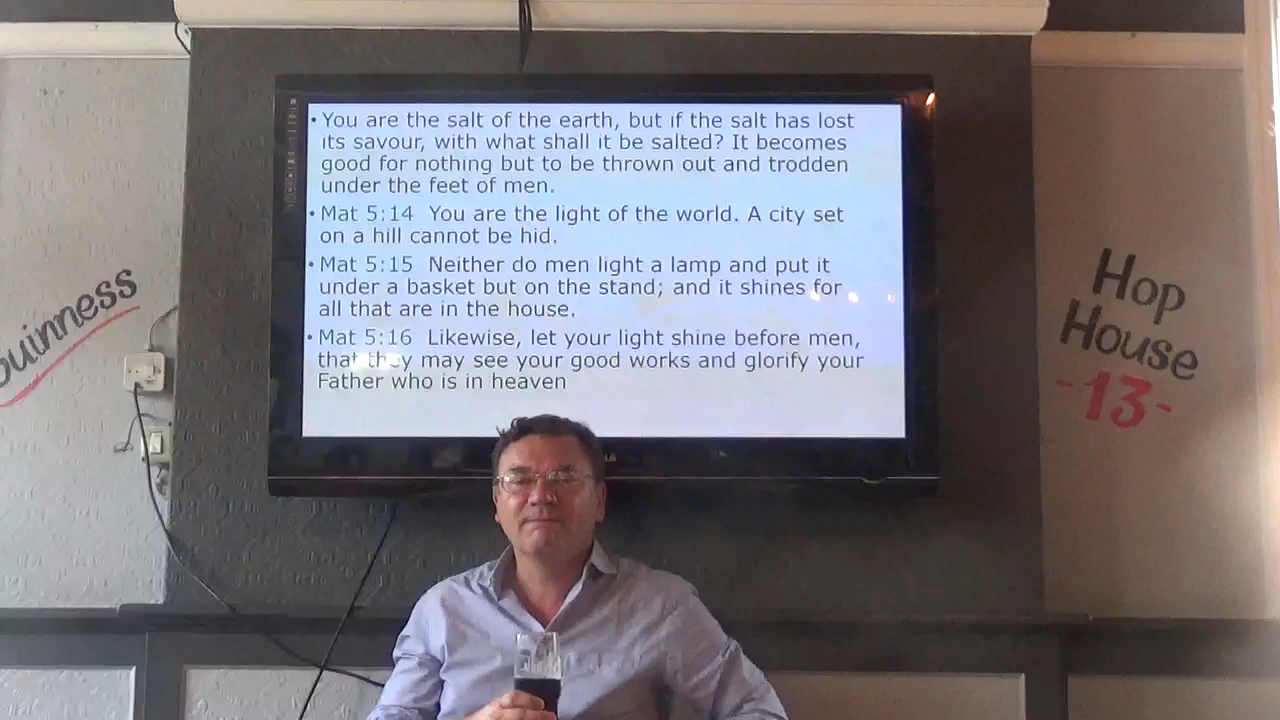 • You are the salt of the earth, but if the salt has lost
its savour, with what shall it be salted? It becomes
good for nothing but to be thrown out and trodden
under the feet of men.
• Mat 5:14  You are the light of the world. A city set
on a hill cannot be hid.
• Mat 5:15  Neither do men light a lamp and put it
under a basket but on the stand; and it shines for
all that are in the house.
• Mat 5:16  Likewise, let your light shine before men,
that they may see your good works and glorify your
Father who is in heaven
Guinness
Hop
House
-13-
LG